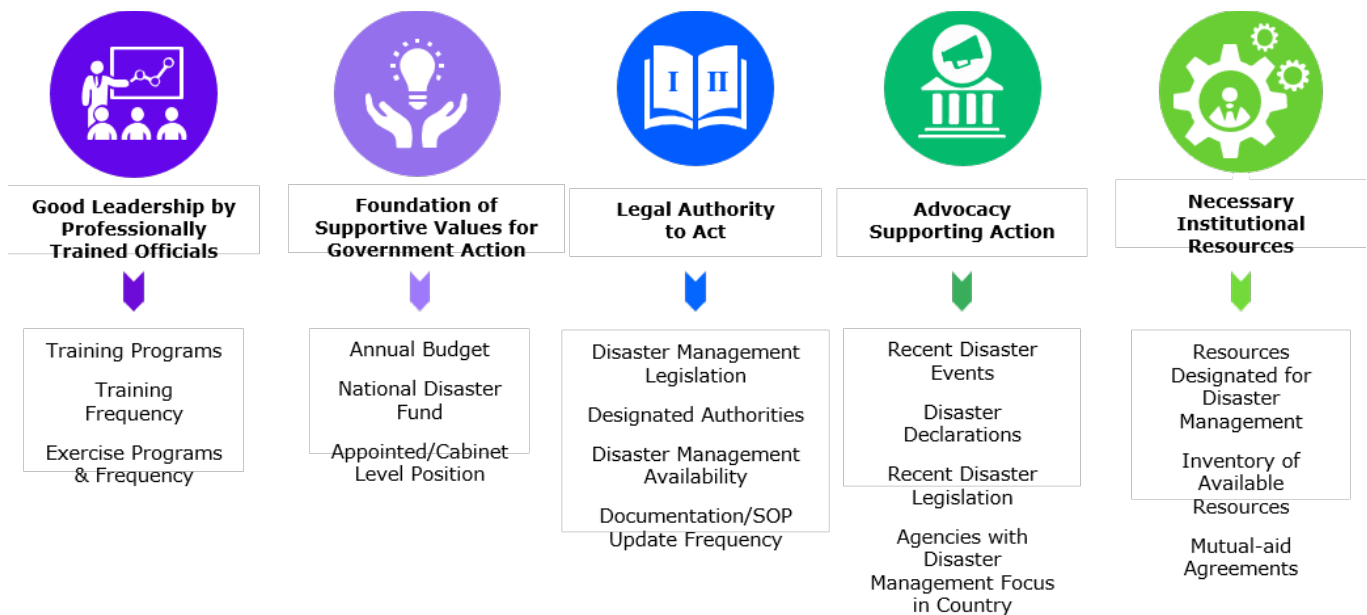 I II
Good Leadership by
Professionally
Trained Officials
Foundation of
Supportive Values for
Government Action
Legal Authority
to Act
Advocacy
Supporting Action
Necessary
Institutional
Resources
Training Programs
Training
Frequency
Exercise Programs
& Frequency
Annual Budget
National Disaster
Fund
Appointed/Cabinet
Level Position
Disaster Management
Legislation
Designated Authorities
Disaster Management
Availability
Documentation/SOP
Update Frequency
Recent Disaster
Events
Disaster
Declarations
Recent Disaster
Legislation
Agencies with
Disaster
Management Focus
in Country
Resources
Designated for
Disaster
Management
Inventory of
Available
Resources
Mutual-aid
Agreements